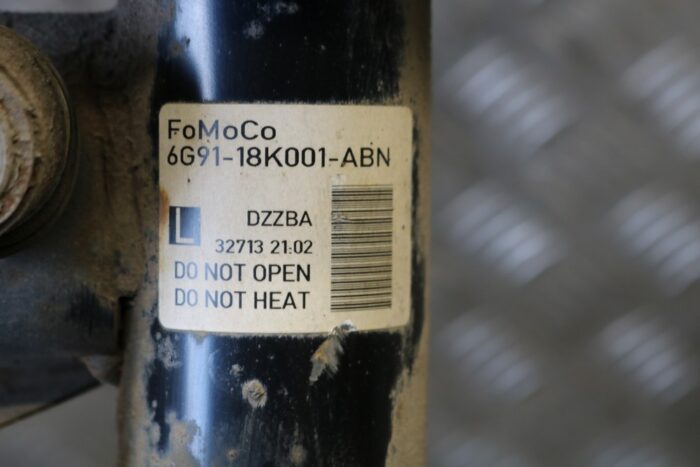 FoMoCo
6G91-18K001-ABN
L DZZBA
32713 21:02
DO NOT OPEN
DO NOT HEAT